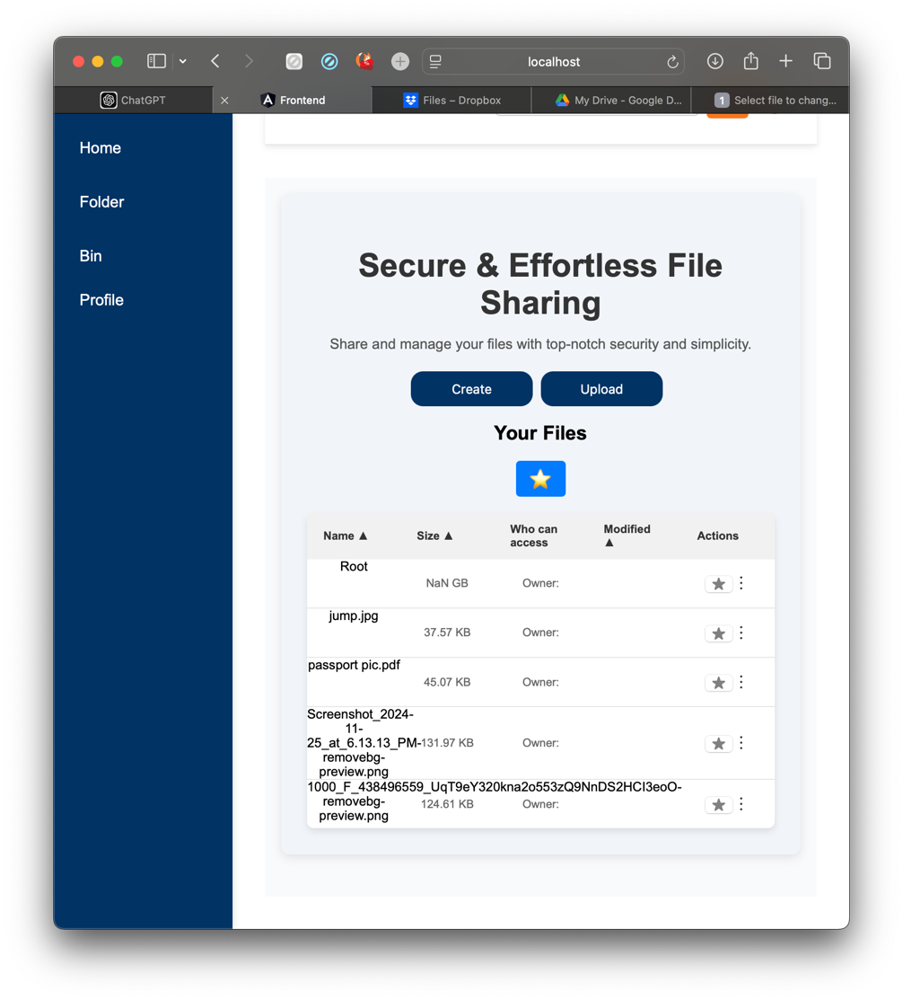 localhost
ChatGPT
Frontend
Files – Dropbox
My Drive - Google D...
1 Select file to chang...
Home
Folder
Bin
Profile
Secure & Effortless File
Sharing
Share and manage your files with top-notch security and simplicity.
Create
Upload
Your Files
Name ▲
Size ▲
Who can
access
Modified
▲
Actions
Root
NaN GB
Owner:
jump.jpg
37.57 KB
Owner:
passport pic.pdf
45.07 KB
Owner:
Screenshot_2024-
11-
25_at_6.13.13_PM-
removebg-
preview.png
131.97 KB
Owner:
1000_F_438496559_UqT9eY320kna2o553zQ9NnDS2HCI3eoO-
removebg-
preview.png
124.61 KB
Owner: